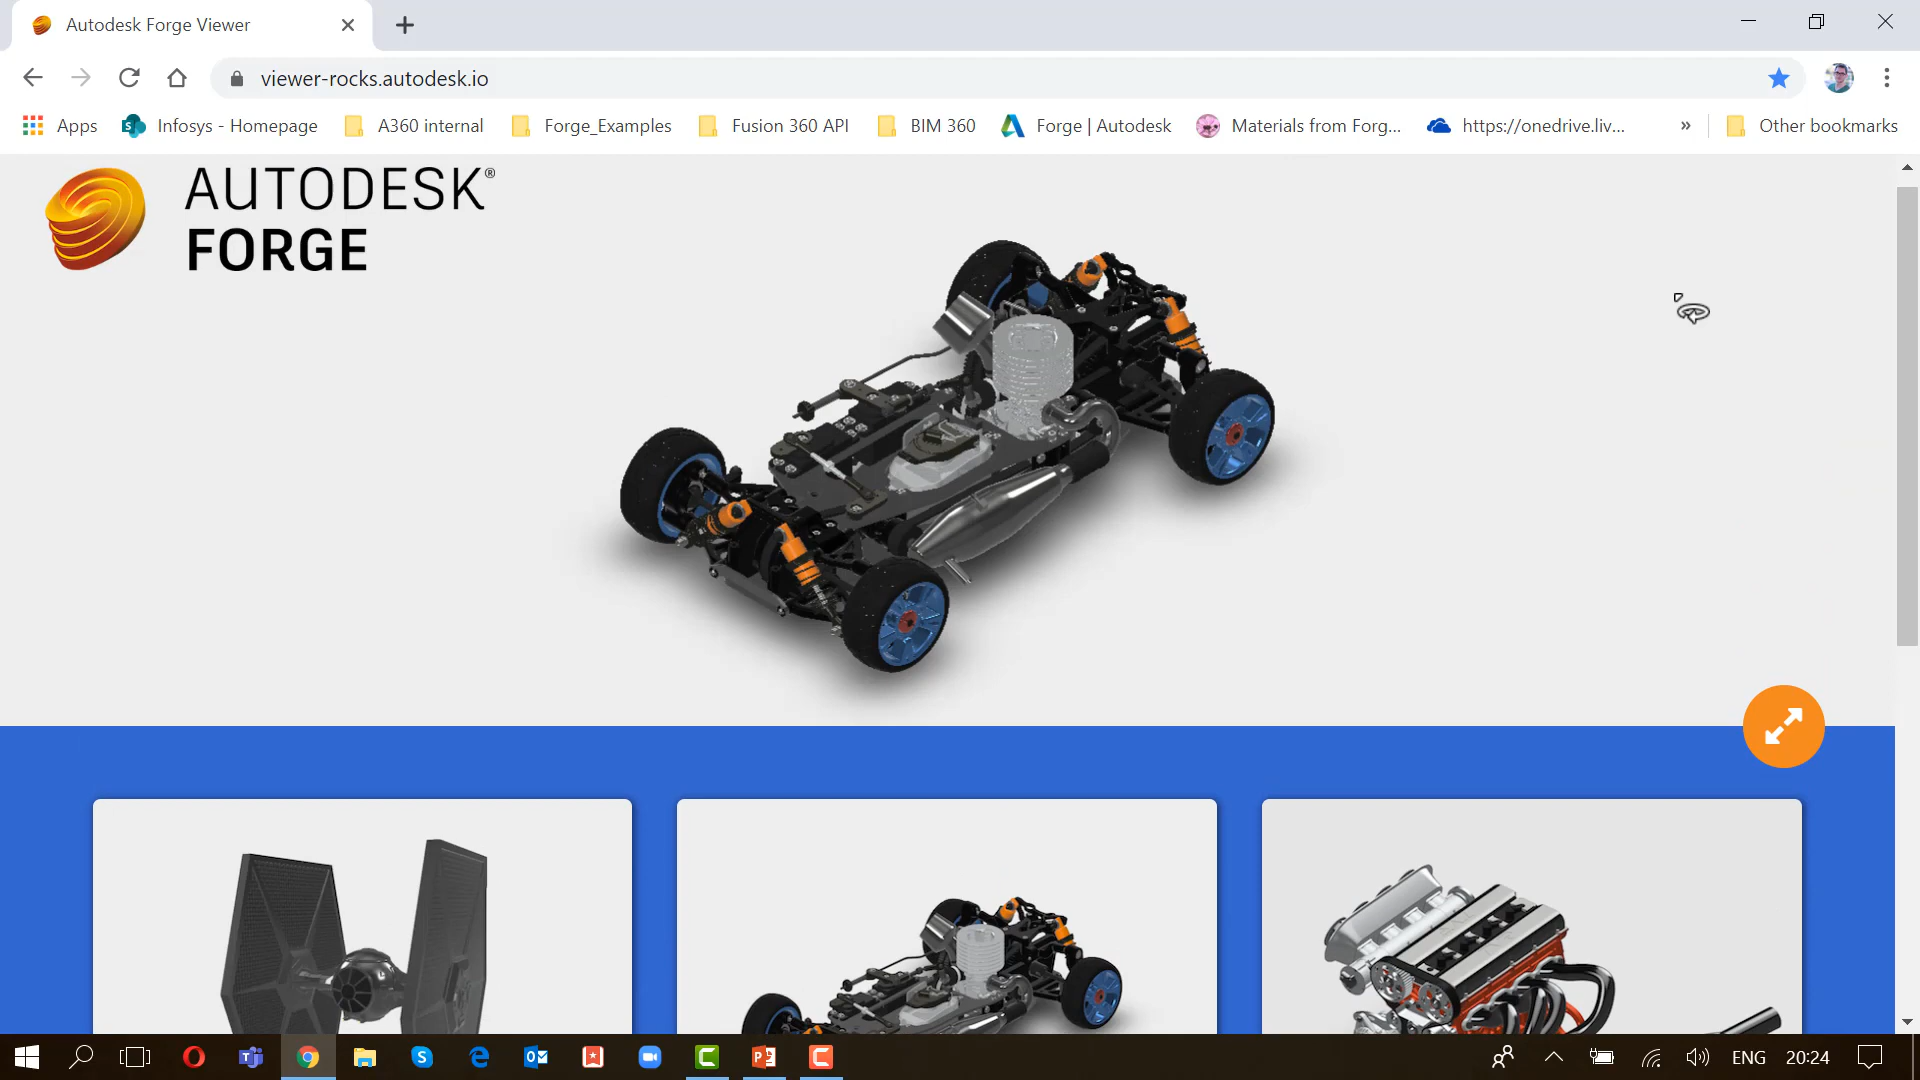 Autodesk Forge Viewer
viewer-rocks.autodesk.io
Apps Infosys - Homepage A360 internal Forge_Examples Fusion 360 API BIM 360 Forge | Autodesk Materials from Forg... https://onedrive.liv... » Other bookmarks
AUTODESK®
FORGE
ENG 20:24